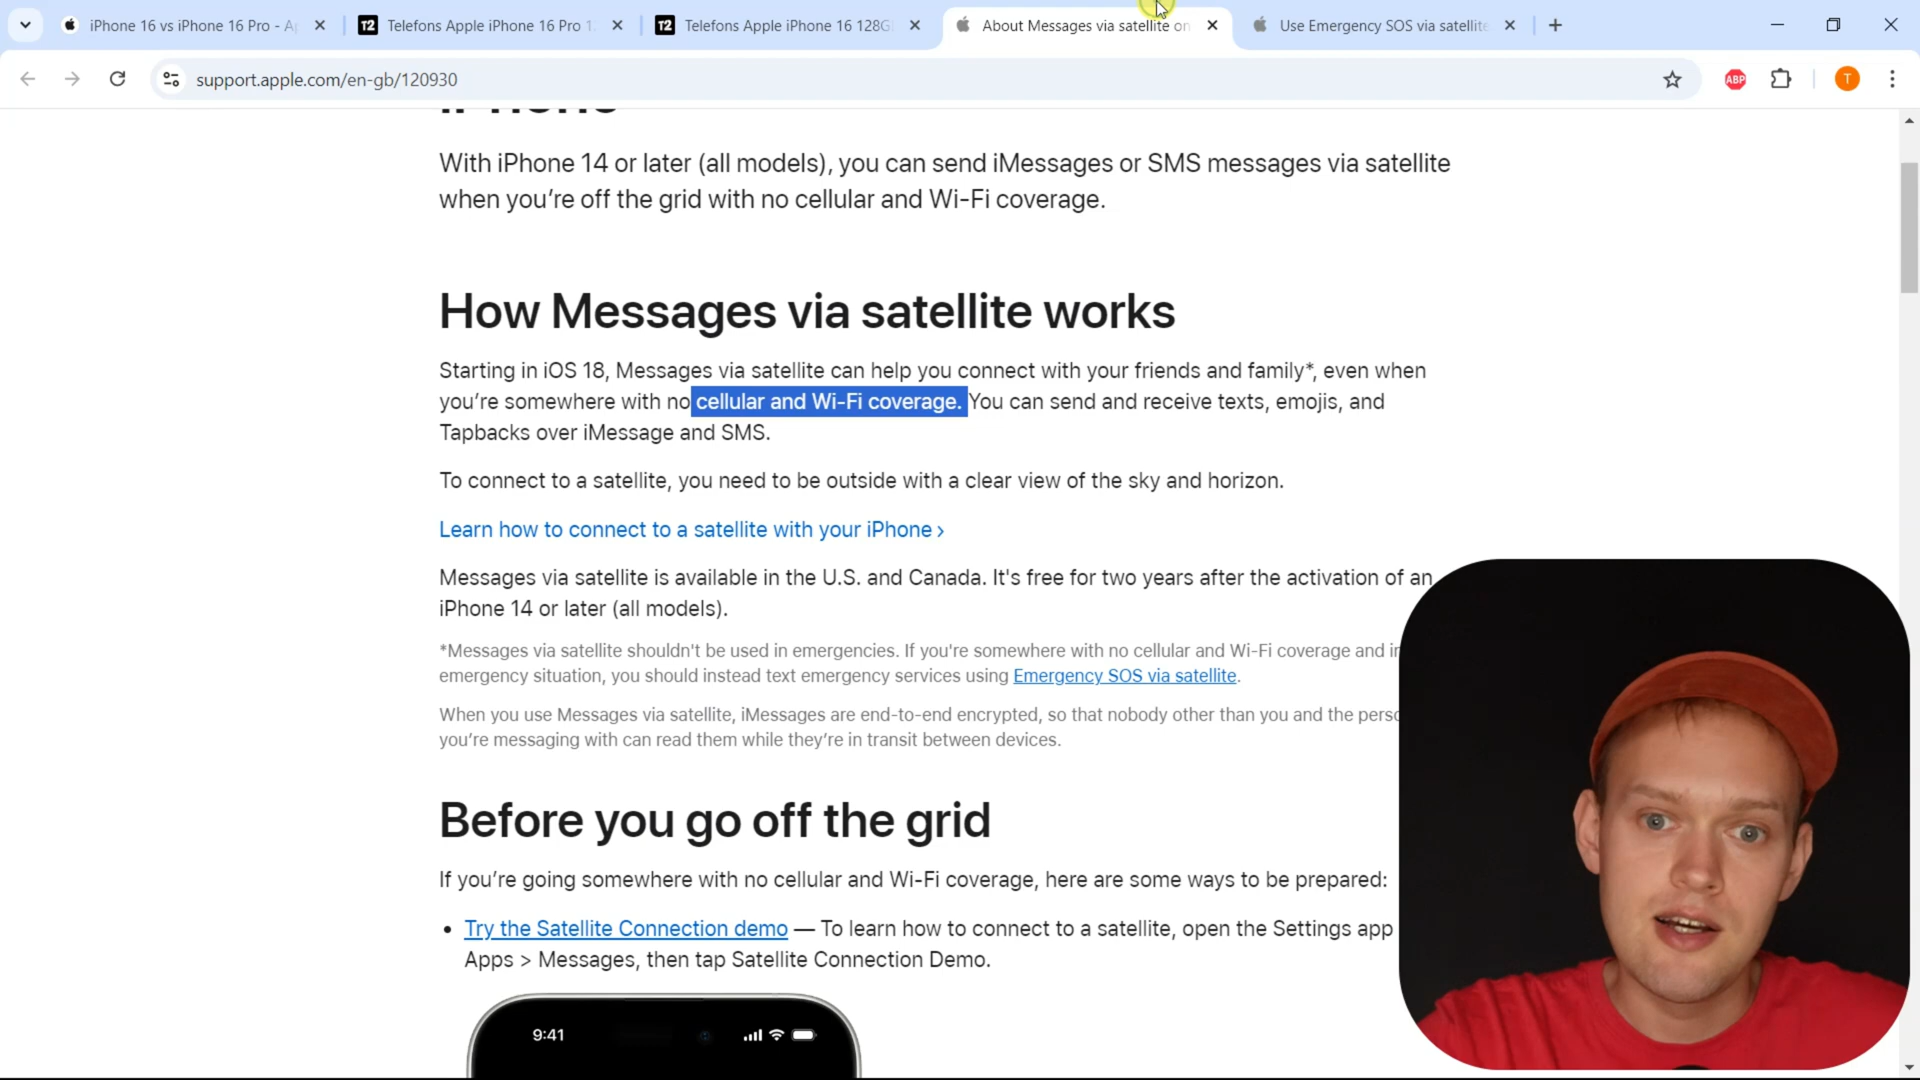 iPhone 16 vs iPhone 16 Pro - Ap
Telefons Apple iPhone 16 Pro 1
Telefons Apple iPhone 16 128G
About Messages via satellite on
Use Emergency SOS via satellite
support.apple.com/en-gb/120930
ABP
T
iPhone
With iPhone 14 or later (all models), you can send iMessages or SMS messages via satellite
when you’re off the grid with no cellular and Wi-Fi coverage.
How Messages via satellite works
Starting in iOS 18, Messages via satellite can help you connect with your friends and family*, even when
you’re somewhere with no cellular and Wi-Fi coverage. You can send and receive texts, emojis, and
Tapbacks over iMessage and SMS.
To connect to a satellite, you need to be outside with a clear view of the sky and horizon.
Learn how to connect to a satellite with your iPhone ›
Messages via satellite is available in the U.S. and Canada. It's free for two years after the activation of an
iPhone 14 or later (all models).
*Messages via satellite shouldn't be used in emergencies. If you're somewhere with no cellular and Wi-Fi coverage and in
emergency situation, you should instead text emergency services using Emergency SOS via satellite.
When you use Messages via satellite, iMessages are end-to-end encrypted, so that nobody other than you and the perso
you’re messaging with can read them while they’re in transit between devices.
Before you go off the grid
If you’re going somewhere with no cellular and Wi-Fi coverage, here are some ways to be prepared:
• Try the Satellite Connection demo — To learn how to connect to a satellite, open the Settings app
Apps > Messages, then tap Satellite Connection Demo.
9:41